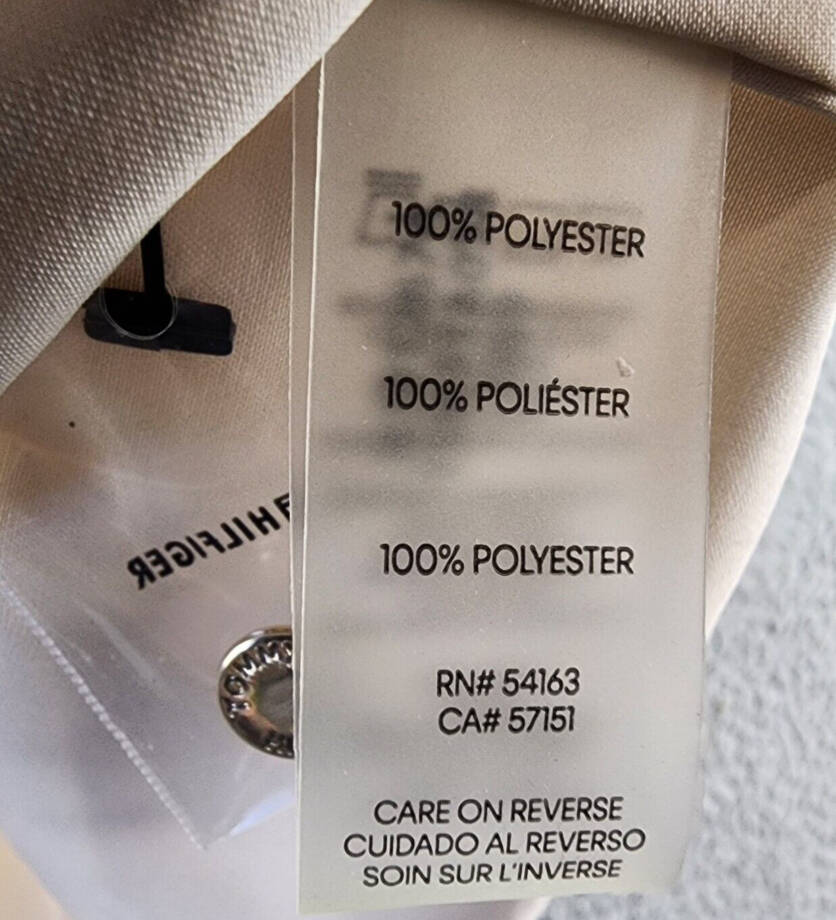 100% POLYESTER
100% POLIÉSTER
100% POLYESTER
RN# 54163
CA# 57151
CARE ON REVERSE
CUIDADO AL REVERSO
SOIN SUR L'INVERSE
HILFIGER
TOMMY